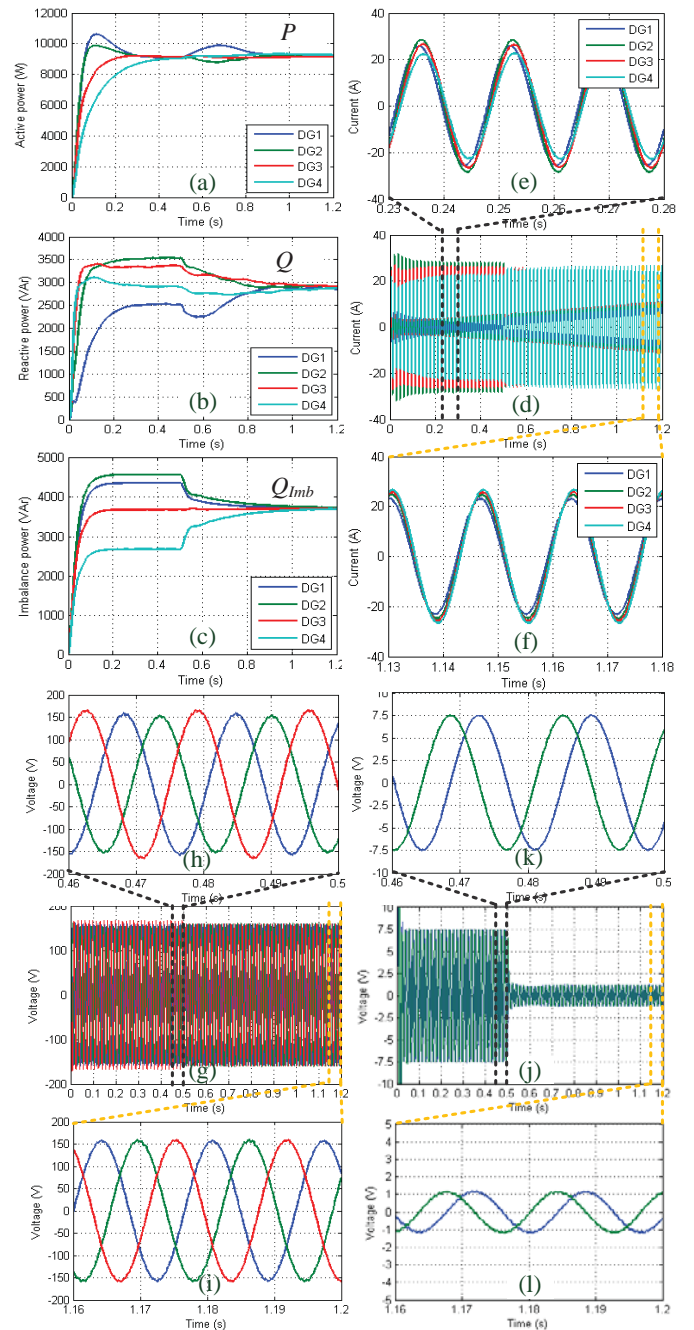 P
Active power (W)
12000
10000
8000
6000
4000
2000
0
DG1
DG2
DG3
DG4
(a)
0 0.2 0.4 0.6 0.8 1 1.2
Time (s)
Current (A)
40
20
0
-20
-40
DG1
DG2
DG3
DG4
(e)
0.23 0.24 0.25 0.26 0.27 0.28
Time (s)
Q
Reactive power (VAr)
4000
3500
3000
2500
2000
1500
1000
500
0
DG1
DG2
DG3
DG4
(b)
0 0.2 0.4 0.6 0.8 1 1.2
Time (s)
Current (A)
40
20
0
-20
-40
(d)
0 0.2 0.4 0.6 0.8 1 1.2
Time (s)
Q Imb
Imbalance power (VAr)
5000
4000
3000
2000
1000
0
DG1
DG2
DG3
DG4
(c)
0 0.2 0.4 0.6 0.8 1 1.2
Time (s)
Current (A)
40
20
0
-20
-40
DG1
DG2
DG3
DG4
(f)
1.13 1.14 1.15 1.16 1.17 1.18
Time (s)
Voltage (V)
200
150
100
50
0
-50
-100
-150
-200
(h)
0.46 0.47 0.48 0.49 0.5
Time (s)
Voltage (V)
10
7.5
5
2.5
0
-2.5
-5
-7.5
-10
(k)
0.46 0.47 0.48 0.49 0.5
Time (s)
Voltage (V)
200
100
0
-100
-200
(g)
0 0.1 0.2 0.3 0.4 0.5 0.6 0.7 0.8 0.9 1 1.1 1.2
Time (s)
Voltage (V)
10
7.5
5
2.5
0
-2.5
-5
-7.5
-10
(j)
0 0.1 0.2 0.3 0.4 0.5 0.6 0.7 0.8 0.9 1 1.1 1.2
Time (s)
Voltage (V)
200
150
100
50
0
-50
-100
-150
-200
(i)
1.16 1.17 1.18 1.19 1.2
Time (s)
Voltage (V)
5
4
3
2
1
0
-1
-2
-3
-4
-5
(l)
1.16 1.17 1.18 1.19 1.2
Time (s)